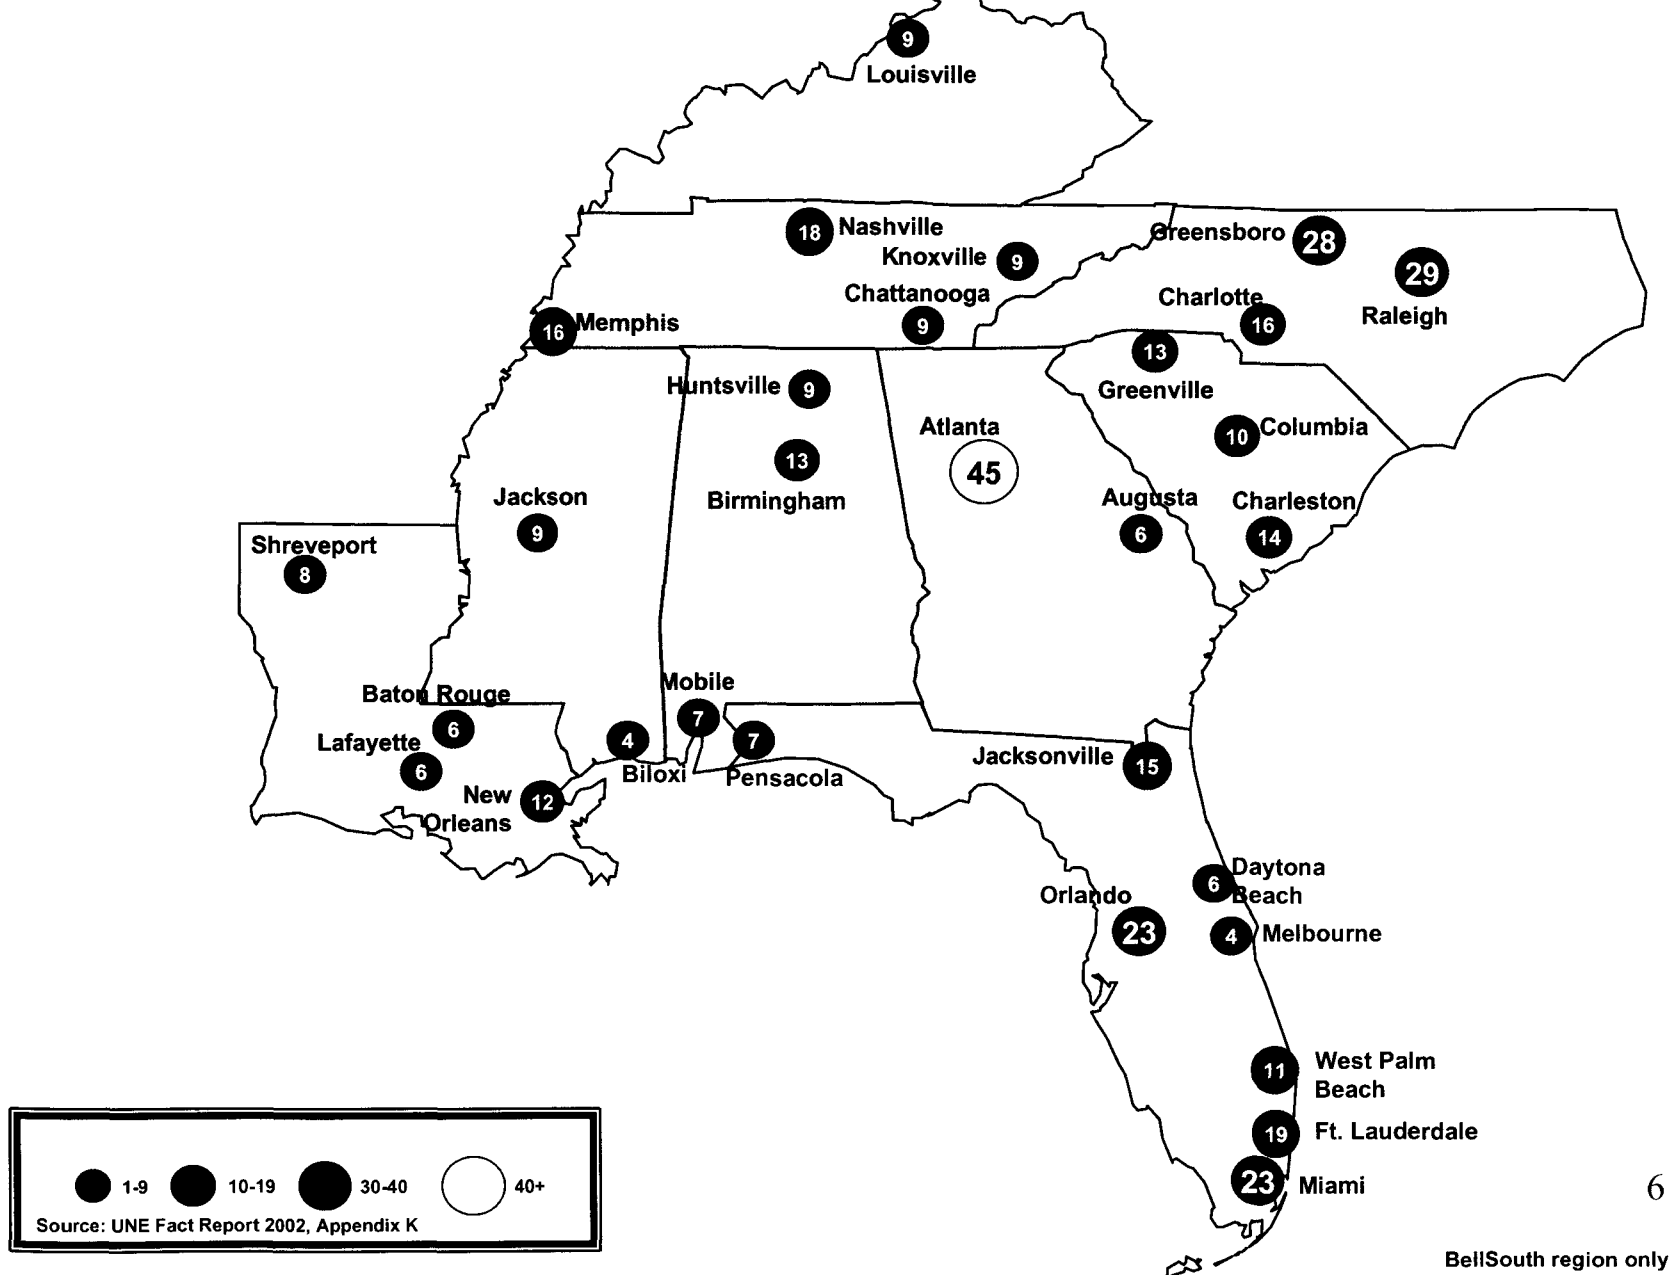 9
Louisville
18 Nashville
Knoxville 9
Greensboro 28
29
Raleigh
Chattanooga
9
Charlotte
16
16 Memphis
13
Greenville
Huntsville 9
Atlanta
45
10 Columbia
13
Birmingham
Jackson
9
Augusta
6
Charleston
14
Shreveport
8
Baton Rouge
6
Lafayette
6
New
Orleans
12
4
Biloxi
Mobile
7
7
Pensacola
Jacksonville 15
Daytona
Beach
6
Orlando
23
4 Melbourne
11
West Palm
Beach
19 Ft. Lauderdale
23 Miami
1-9 10-19 30-40 40+
Source: UNE Fact Report 2002, Appendix K
6
BellSouth region only